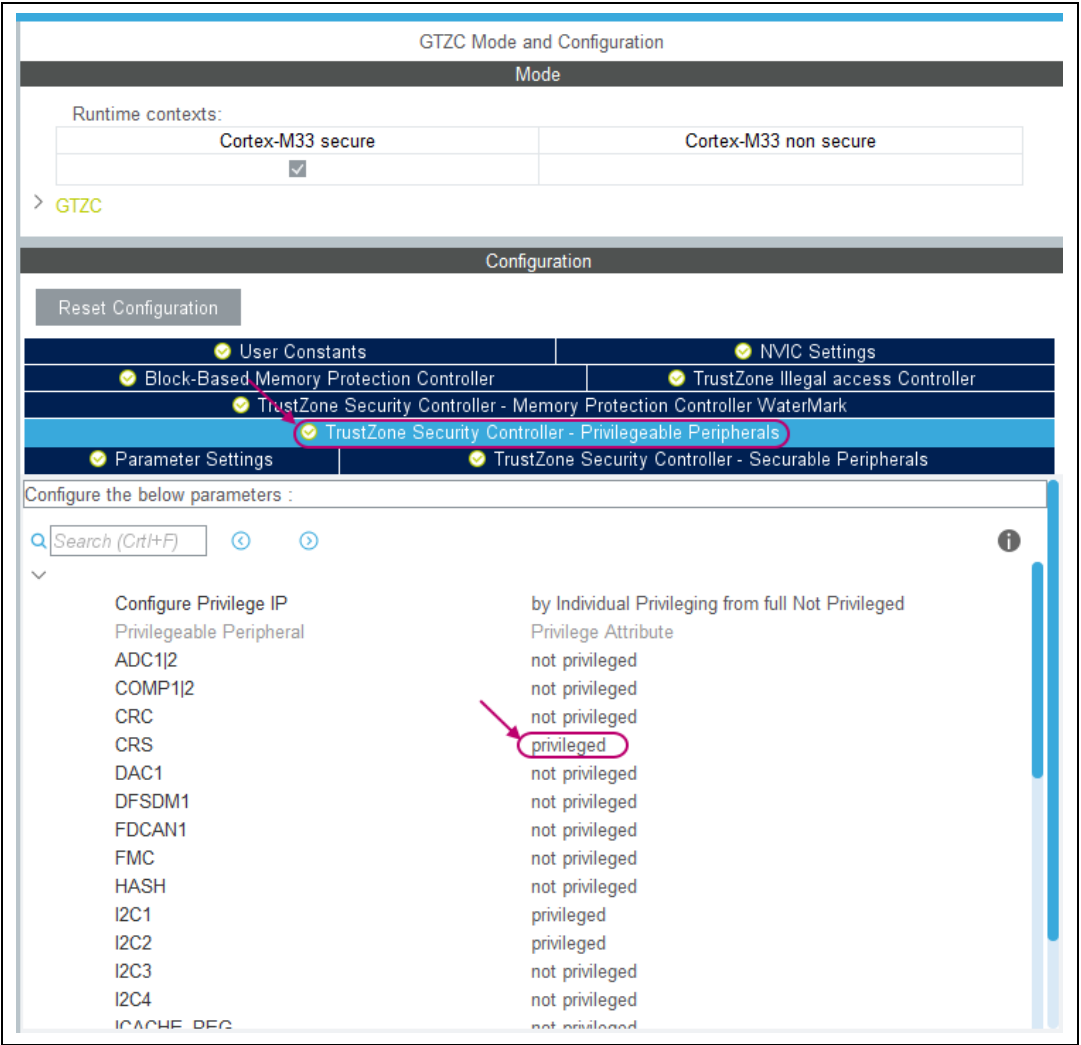 GTZC Mode and Configuration
Mode
Runtime contexts:
Cortex-M33 secure Cortex-M33 non secure
GTZC
Configuration
Reset Configuration
User Constants NVIC Settings
Block-Based Memory Protection Controller TrustZone Illegal access Controller
TrustZone Security Controller - Memory Protection Controller WaterMark
TrustZone Security Controller - Privilegeable Peripherals
Parameter Settings TrustZone Security Controller - Securable Peripherals
Configure the below parameters :
Search (Crtl+F)
Configure Privilege IP by Individual Privileging from full Not Privileged
Privilegeable Peripheral Privilege Attribute
ADC1|2 not privileged
COMP1|2 not privileged
CRC not privileged
CRS privileged
DAC1 not privileged
DFSDM1 not privileged
FDCAN1 not privileged
FMC not privileged
HASH not privileged
I2C1 privileged
I2C2 privileged
I2C3 not privileged
I2C4 not privileged
ICACHE_REG not privileged